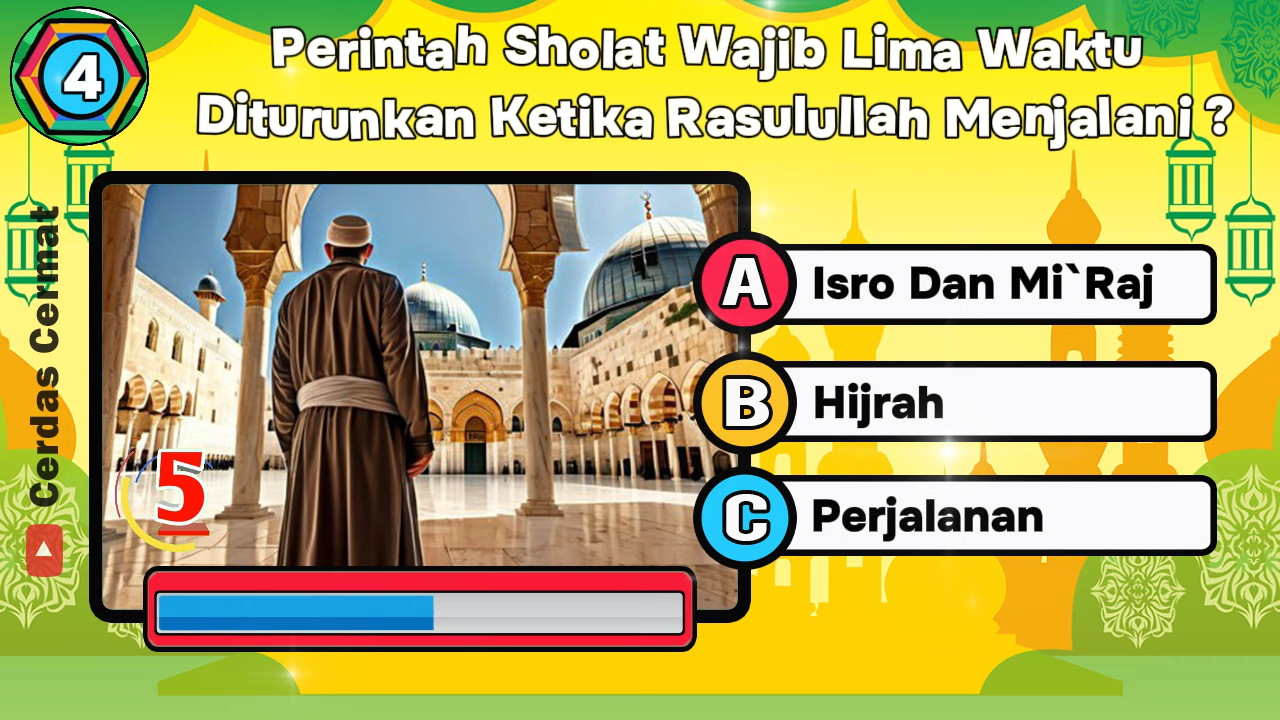 4
Perintah Sholat Wajib Lima Waktu
Diturunkan Ketika Rasulullah Menjalani ?
Cerdas Cermat
A Isro Dan Mi`Raj
B Hijrah
C Perjalanan
5